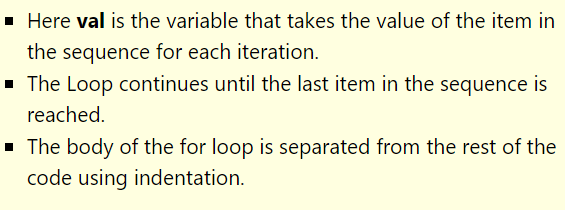 ▪ Here val is the variable that takes the value of the item in
the sequence for each iteration.
▪ The Loop continues until the last item in the sequence is
reached.
▪ The body of the for loop is separated from the rest of the
code using indentation.